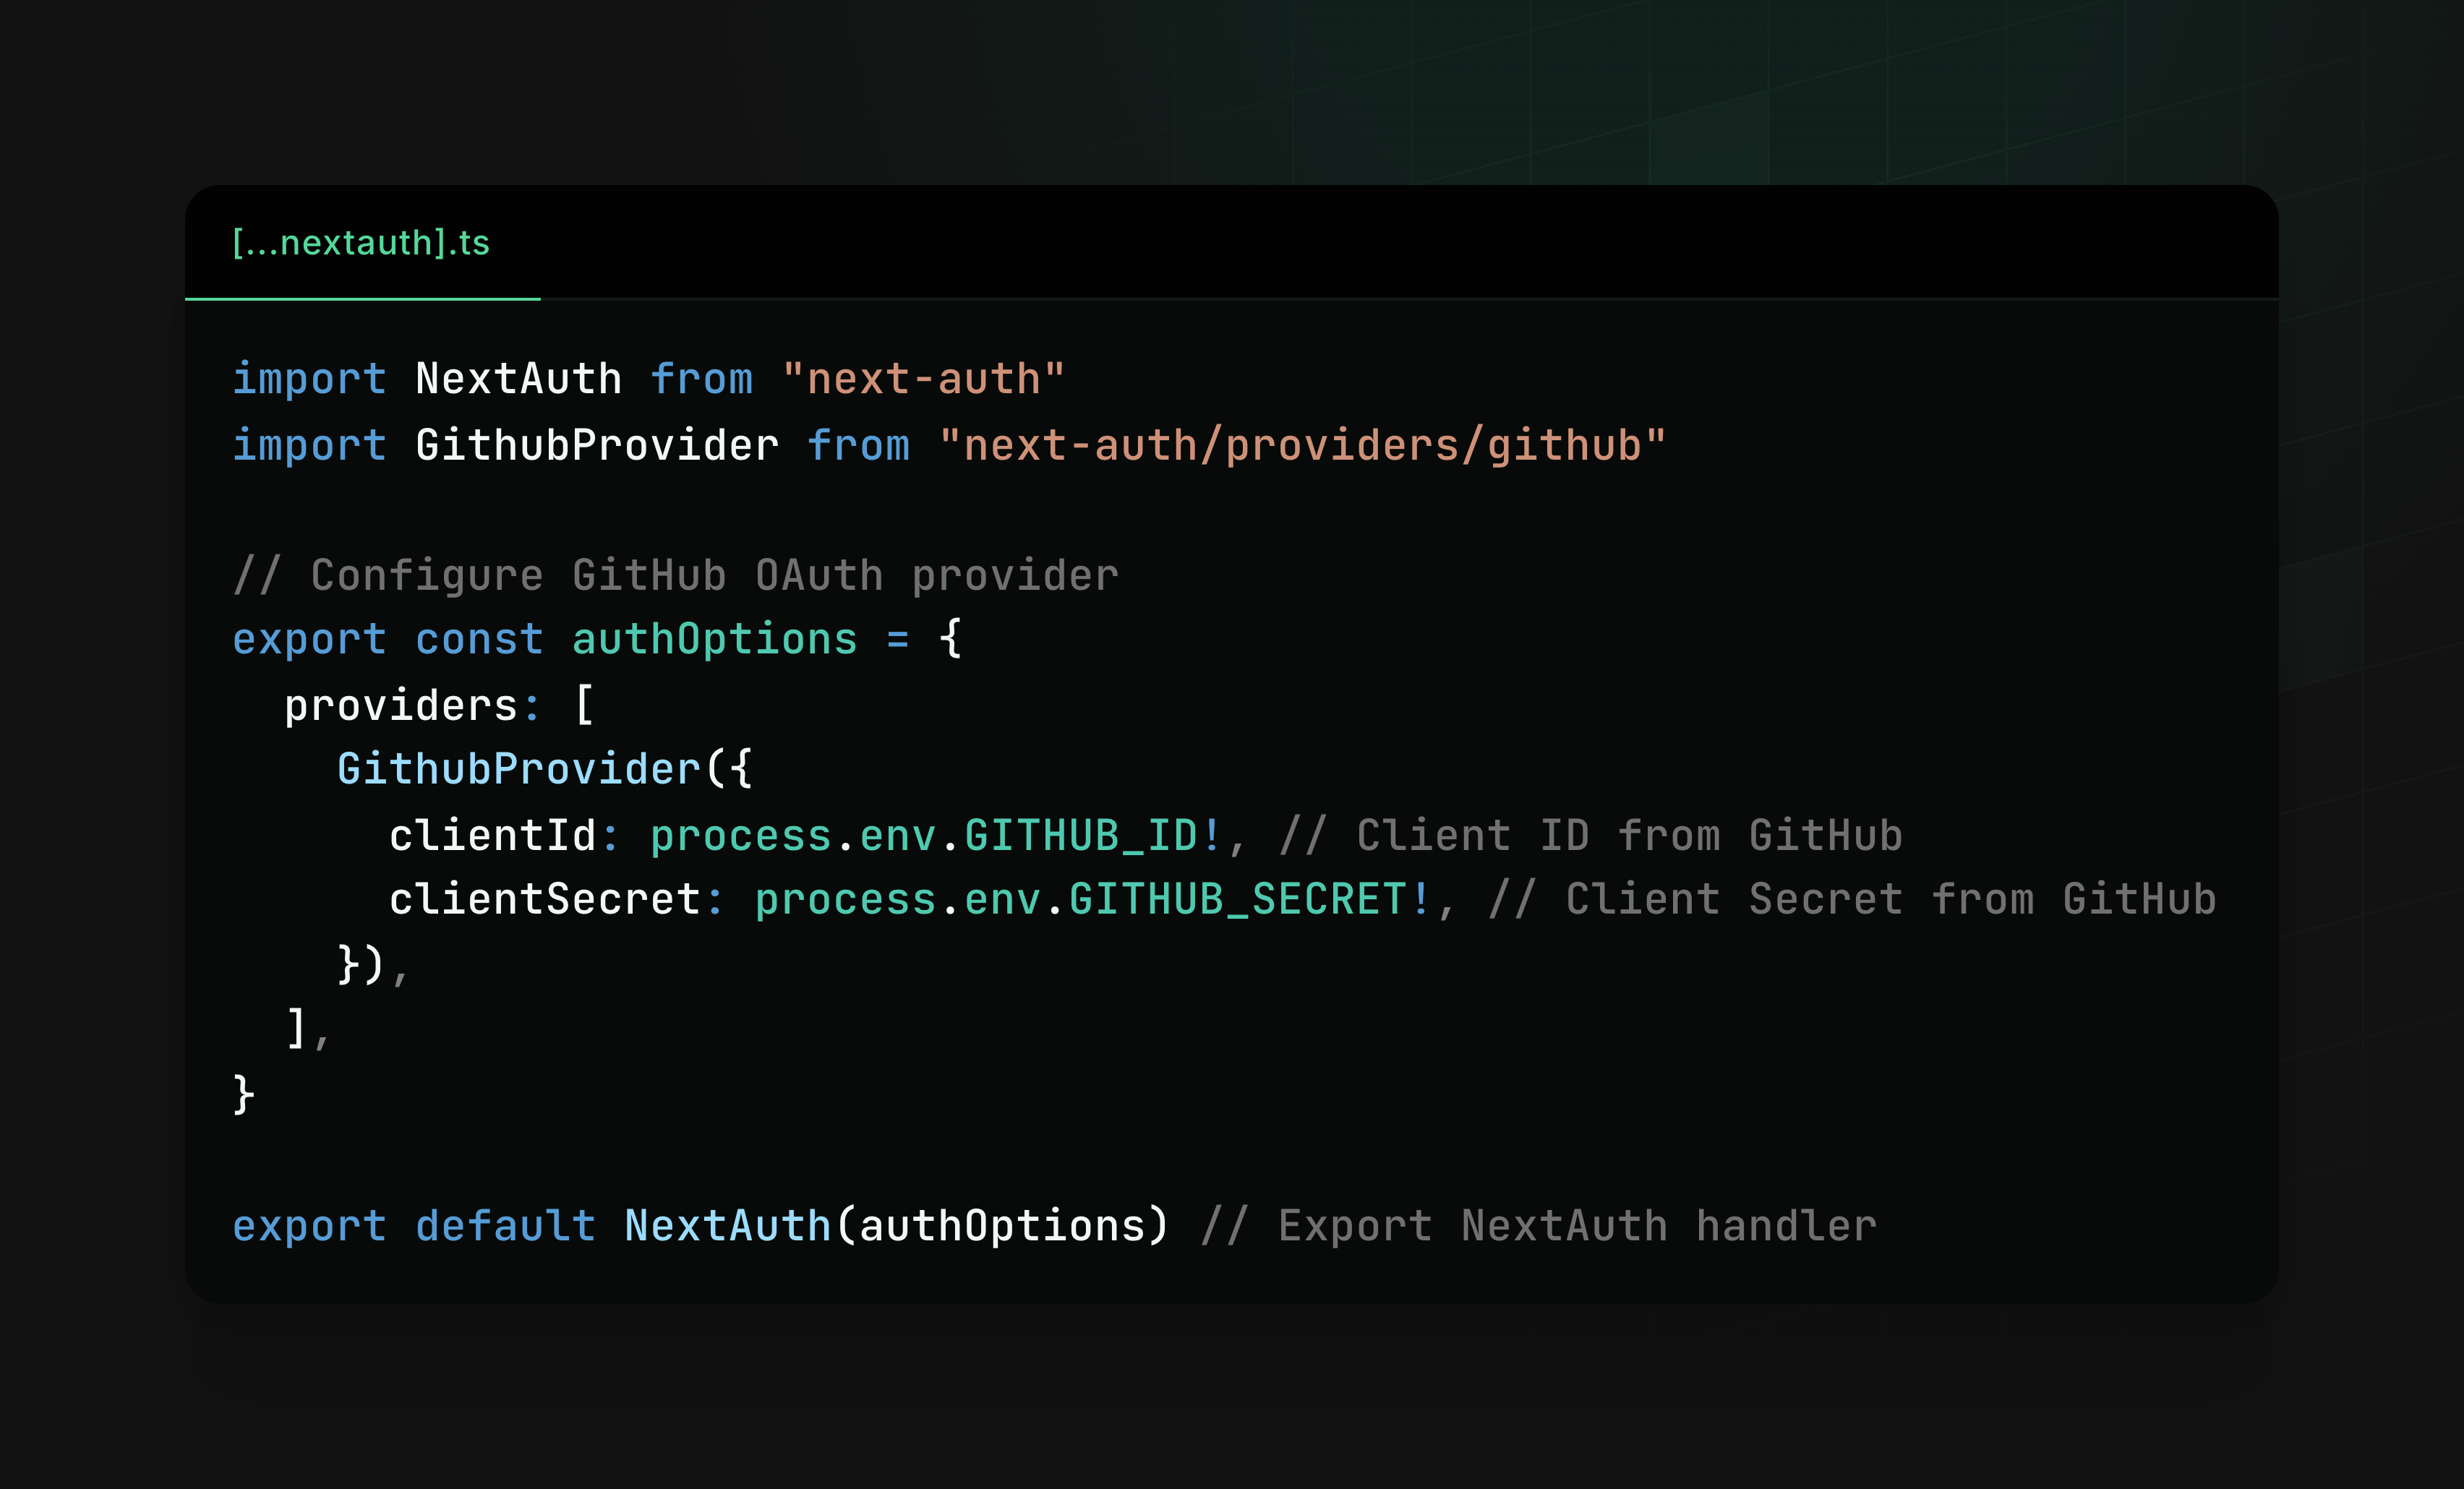 [...nextauth].ts
import NextAuth from "next-auth"
import GithubProvider from "next-auth/providers/github"
// Configure GitHub OAuth provider
export const authOptions = {
  providers: [
    GithubProvider({
      clientId: process.env.GITHUB_ID!, // Client ID from GitHub
      clientSecret: process.env.GITHUB_SECRET!, // Client Secret from GitHub
    }),
  ],
}
export default NextAuth(authOptions) // Export NextAuth handler